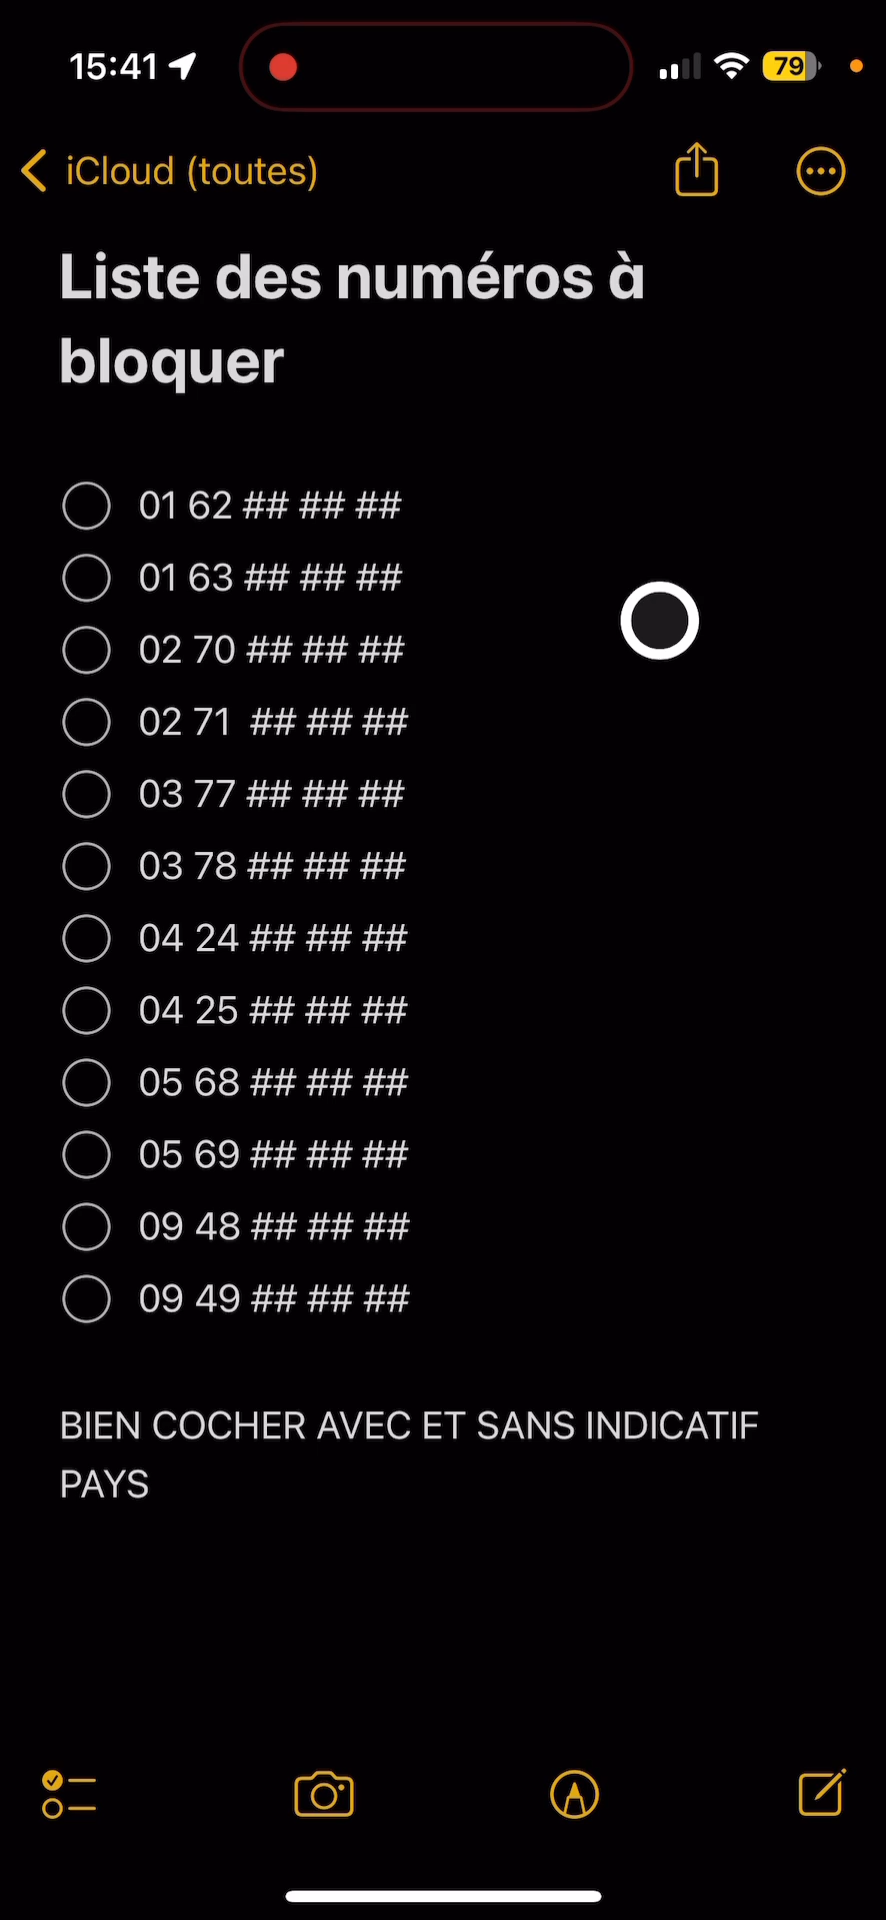 15:41
79
iCloud (toutes)
Liste des numéros à
bloquer
01 62 ## ## ##
01 63 ## ## ##
02 70 ## ## ##
02 71  ## ## ##
03 77 ## ## ##
03 78 ## ## ##
04 24 ## ## ##
04 25 ## ## ##
05 68 ## ## ##
05 69 ## ## ##
09 48 ## ## ##
09 49 ## ## ##
BIEN COCHER AVEC ET SANS INDICATIF
PAYS